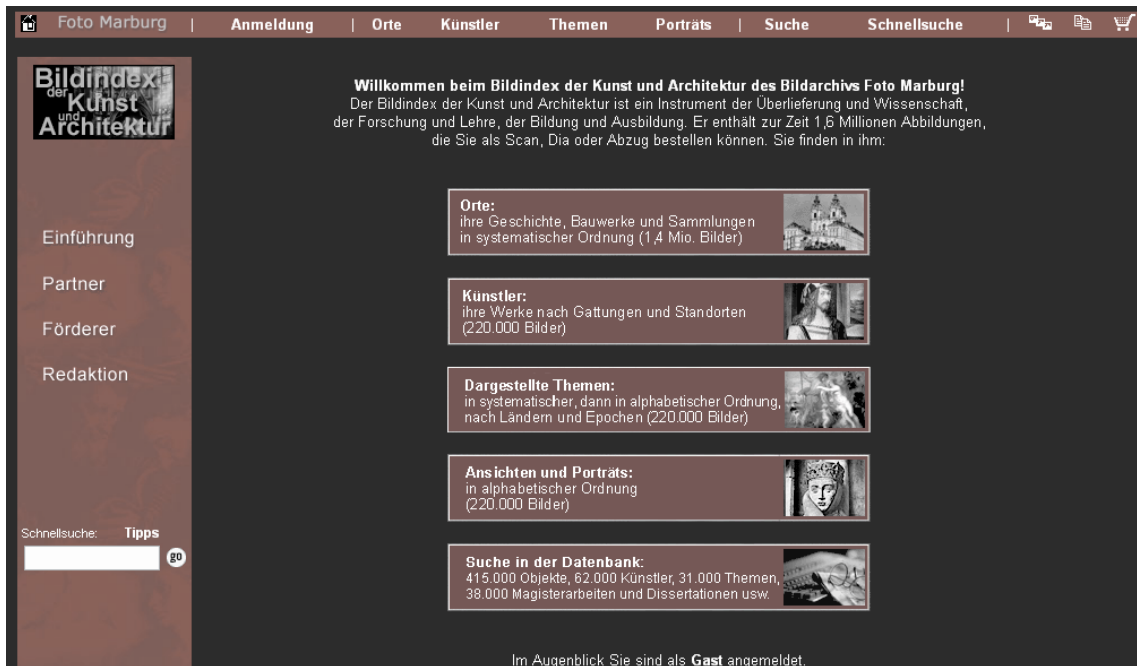 Foto Marburg | Anmeldung | Orte Künstler Themen Porträts | Suche Schnellsuche |
Bildindex
der
Kunst
und
Architektur
Einführung
Partner
Förderer
Redaktion
Schnellsuche: Tipps
go
Willkommen beim Bildindex der Kunst und Architektur des Bildarchivs Foto Marburg!
Der Bildindex der Kunst und Architektur ist ein Instrument der Überlieferung und Wissenschaft,
der Forschung und Lehre, der Bildung und Ausbildung. Er enthält zur Zeit 1,6 Millionen Abbildungen,
die Sie als Scan, Dia oder Abzug bestellen können. Sie finden in ihm:
Orte:
ihre Geschichte, Bauwerke und Sammlungen
in systematischer Ordnung (1,4 Mio. Bilder)
Künstler:
ihre Werke nach Gattungen und Standorten
(220.000 Bilder)
Dargestellte Themen:
in systematischer, dann in alphabetischer Ordnung,
nach Ländern und Epochen (220.000 Bilder)
Ansichten und Porträts:
in alphabetischer Ordnung
(220.000 Bilder)
Suche in der Datenbank:
415.000 Objekte, 62.000 Künstler, 31.000 Themen,
38.000 Magisterarbeiten und Dissertationen usw.
Im Augenblick Sie sind als Gast angemeldet.